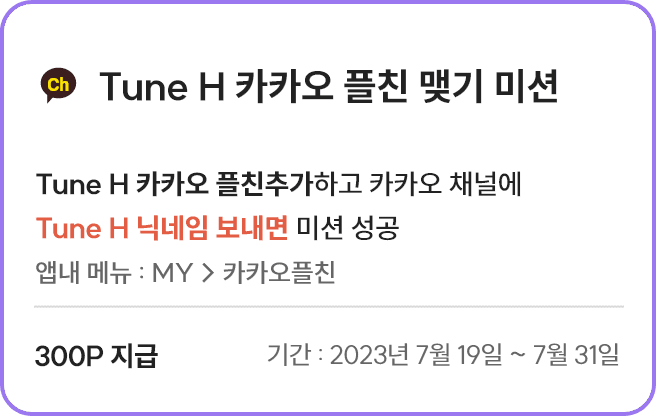 Ch
Tune H 카카오 플친 맺기 미션
Tune H 카카오 플친추가하고 카카오 채널에
Tune H 닉네임 보내면 미션 성공
앱내 메뉴 : MY > 카카오플친
300P 지급
기간 : 2023년 7월 19일 ~ 7월 31일